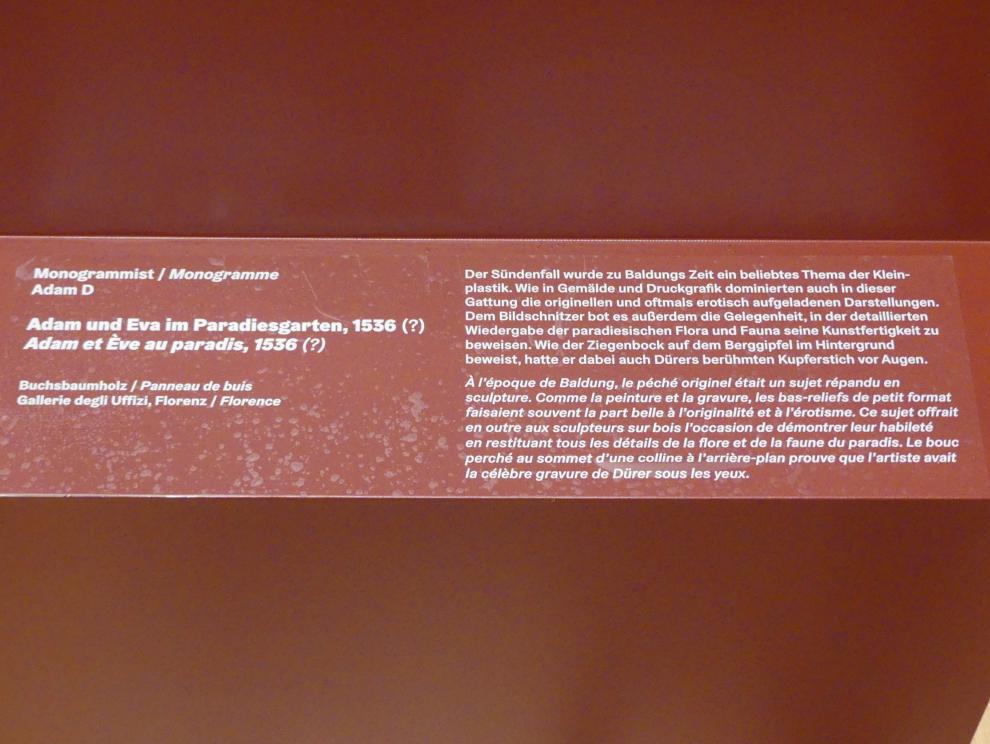 Monogrammist / Monogramme
Adam D
Adam und Eva im Paradiesgarten, 1536 (?)
Adam et Ève au paradis, 1536 (?)
Buchsbaumholz / Panneau de buis
Gallerie degli Uffizi, Florenz / Florence
Der Sündenfall wurde zu Baldungs Zeit ein beliebtes Thema der Klein-
plastik. Wie in Gemälde und Druckgrafik dominierten auch in dieser
Gattung die originellen und oftmals erotisch aufgeladenen Darstellungen.
Dem Bildschnitzer bot es außerdem die Gelegenheit, in der detaillierten
Wiedergabe der paradiesischen Flora und Fauna seine Kunstfertigkeit zu
beweisen. Wie der Ziegenbock auf dem Berggipfel im Hintergrund
beweist, hatte er dabei auch Dürers berühmten Kupferstich vor Augen.
À l'époque de Baldung, le péché originel était un sujet répandu en
sculpture. Comme la peinture et la gravure, les bas-reliefs de petit format
faisaient souvent la part belle à l'originalité et à l'érotisme. Ce sujet offrait
en outre aux sculpteurs sur bois l'occasion de démontrer leur habileté
en restituant tous les détails de la flore et de la faune du paradis. Le bouc
perché au sommet d'une colline à l'arrière-plan prouve que l'artiste avait
la célèbre gravure de Dürer sous les yeux.